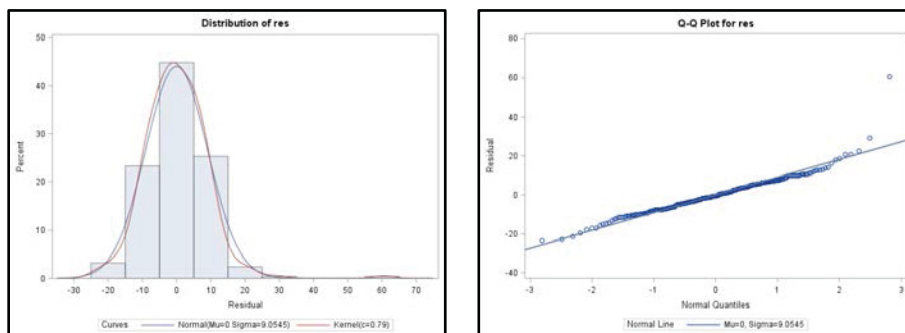 Distribution of res
50
40
30
20
10
0
Percent
-30 -20 -10 0 10 20 30 40 50 60 70
Residual
Curves Normal(Mu=0 Sigma=9.0545) Kernel(c=0.79)
Q-Q Plot for res
80
60
40
20
0
-20
-40
Residual
-3 -2 -1 0 1 2 3
Normal Quantiles
Normal Line Mu=0, Sigma=9.0545